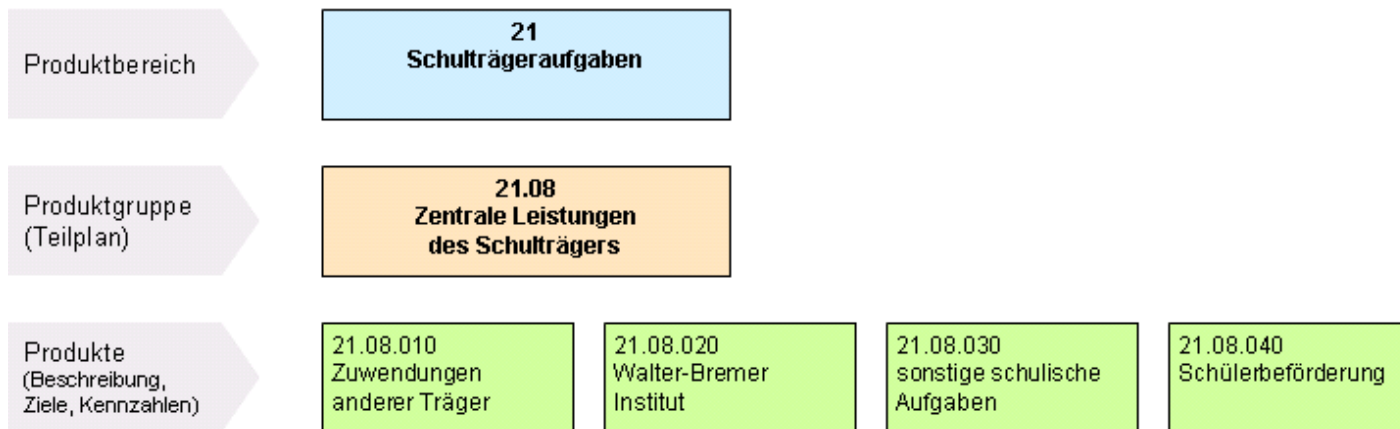 Produktbereich
21
Schulträgeraufgaben
Produktgruppe
(Teilplan)
21.08
Zentrale Leistungen
des Schulträgers
Produkte
(Beschreibung,
Ziele, Kennzahlen)
21.08.010
Zuwendungen
anderer Träger
21.08.020
Walter-Bremer
Institut
21.08.030
sonstige schulische
Aufgaben
21.08.040
Schülerbeförderung